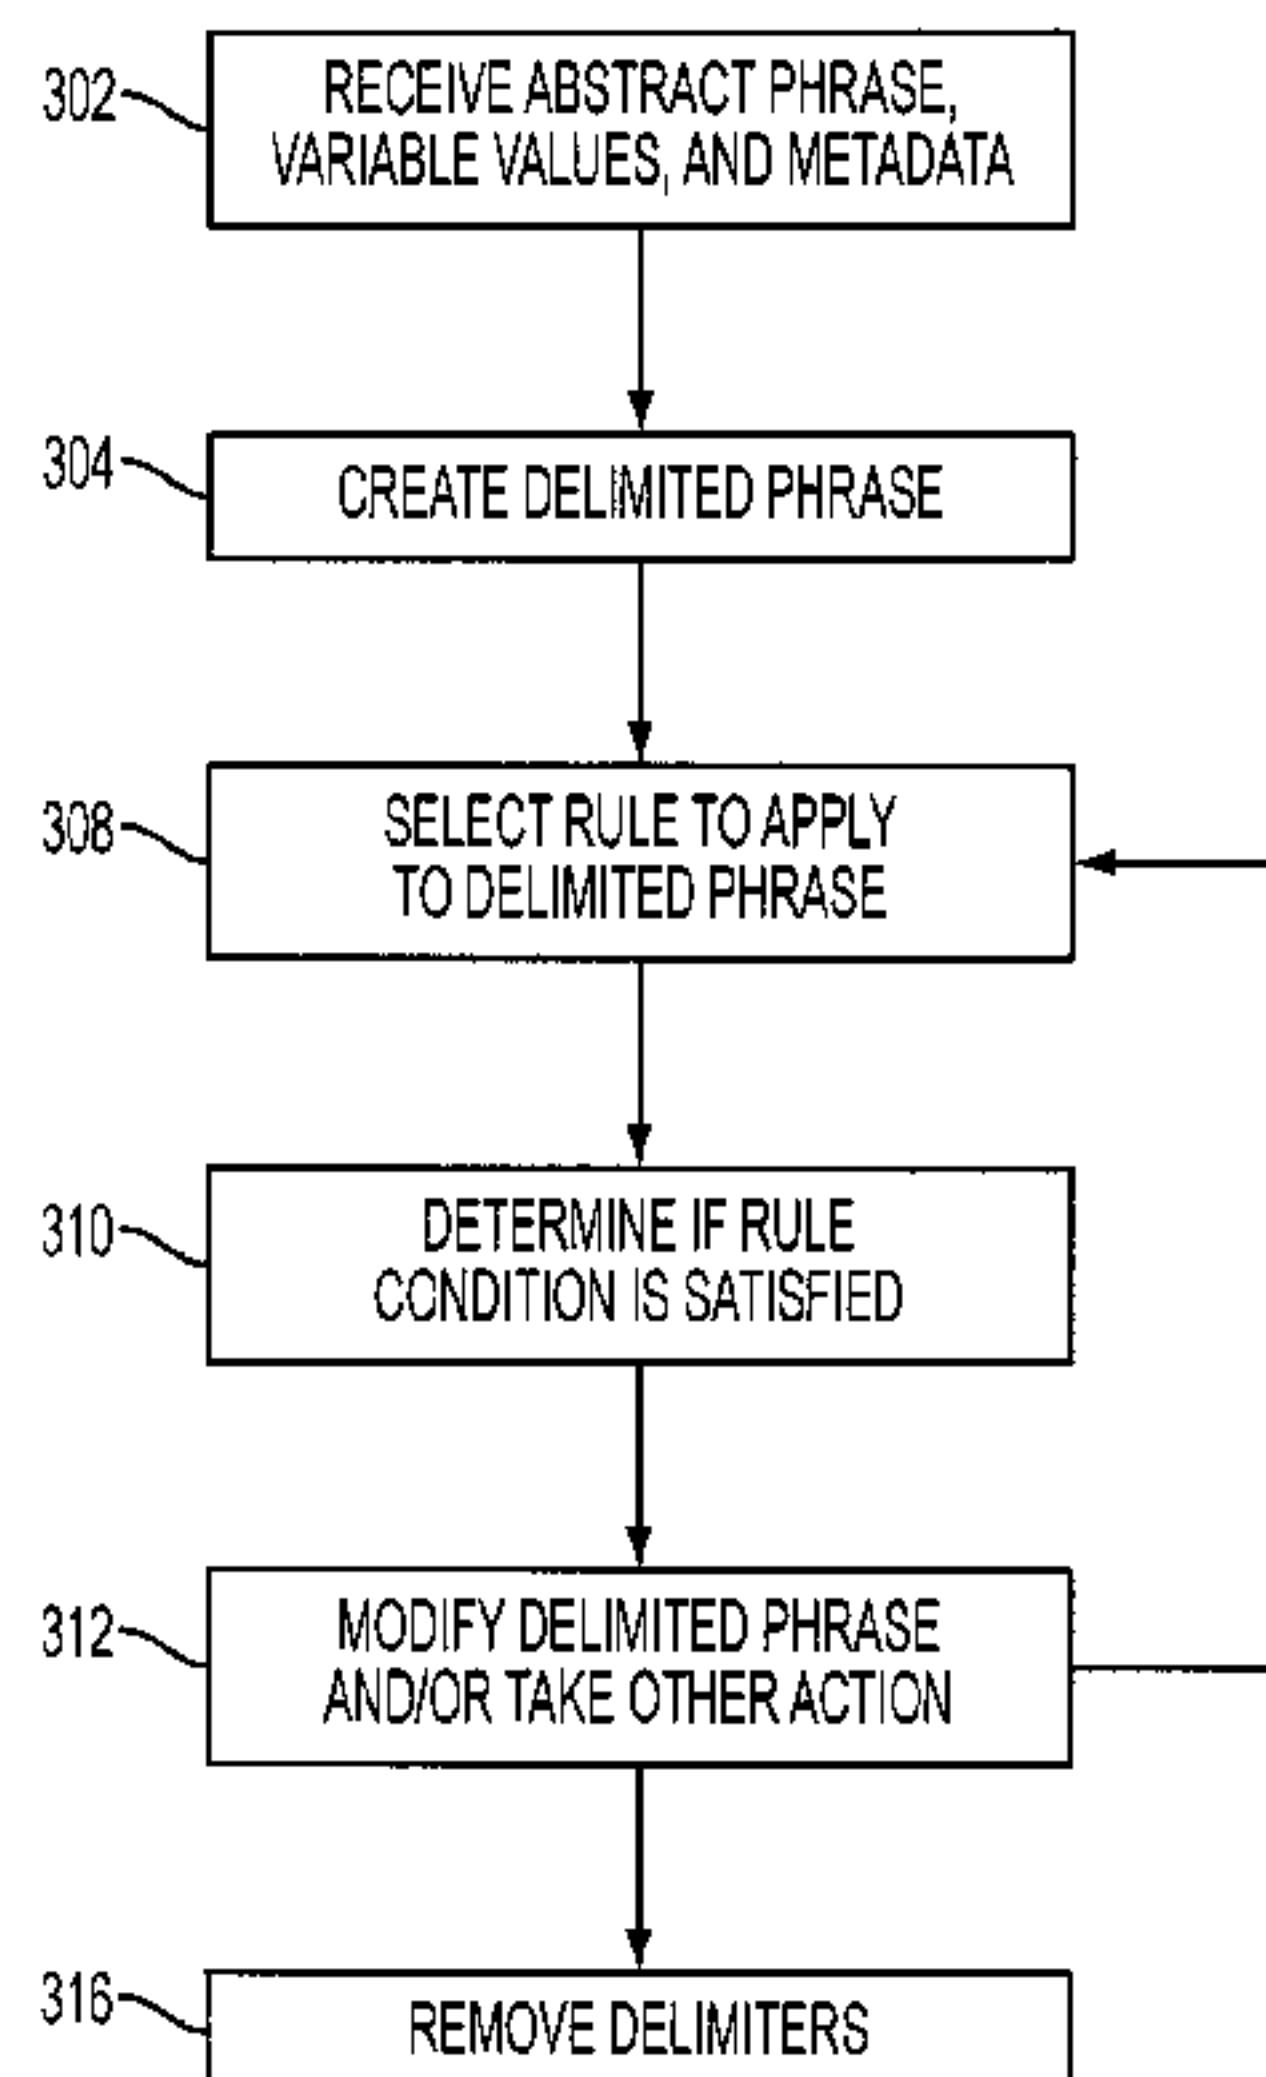 302
RECEIVE ABSTRACT PHRASE,
VARIABLE VALUES, AND METADATA
304
CREATE DELIMITED PHRASE
308
SELECT RULE TO APPLY
TO DELIMITED PHRASE
310
DETERMINE IF RULE
CONDITION IS SATISFIED
312
MODIFY DELIMITED PHRASE
AND/OR TAKE OTHER ACTION
316
REMOVE DELIMITERS